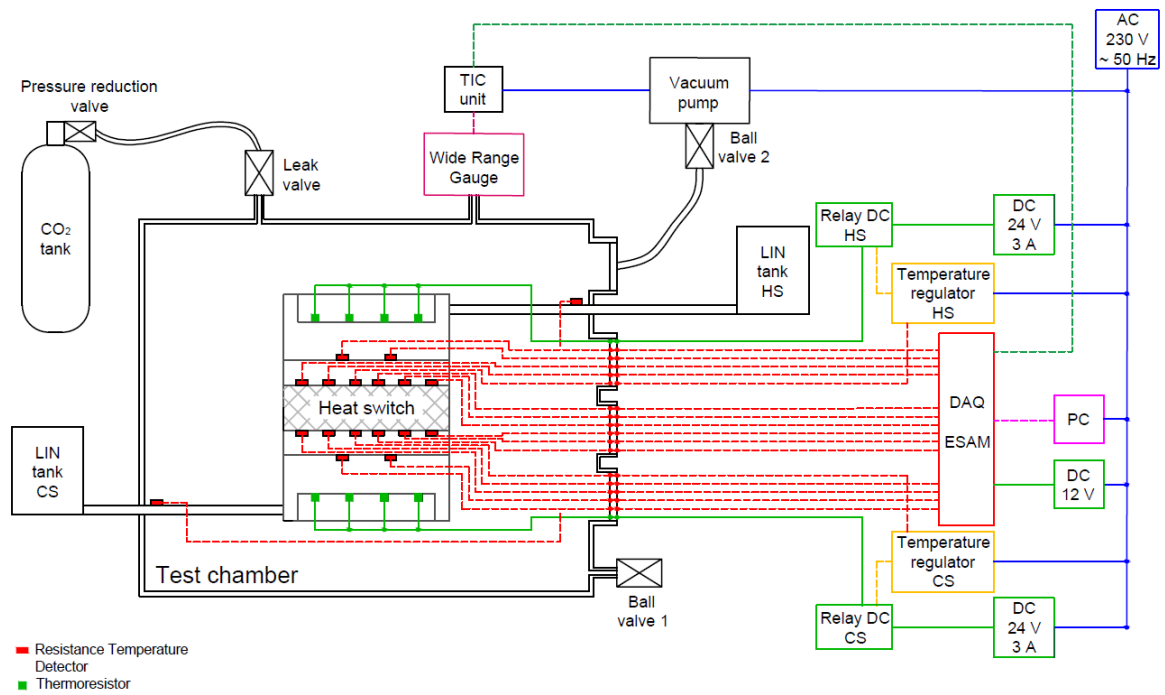 AC
230 V
~ 50 Hz
Pressure reduction
valve
TIC
unit
Vacuum
pump
Ball
valve 2
Leak
valve
Wide Range
Gauge
CO2
tank
Relay DC
HS
DC
24 V
3 A
LIN
tank
HS
Temperature
regulator
HS
Heat switch
DAQ
ESAM
PC
LIN
tank
CS
DC
12 V
Temperature
regulator
CS
Test chamber
Ball
valve 1
Relay DC
CS
DC
24 V
3 A
Resistance Temperature
Detector
Thermoresistor